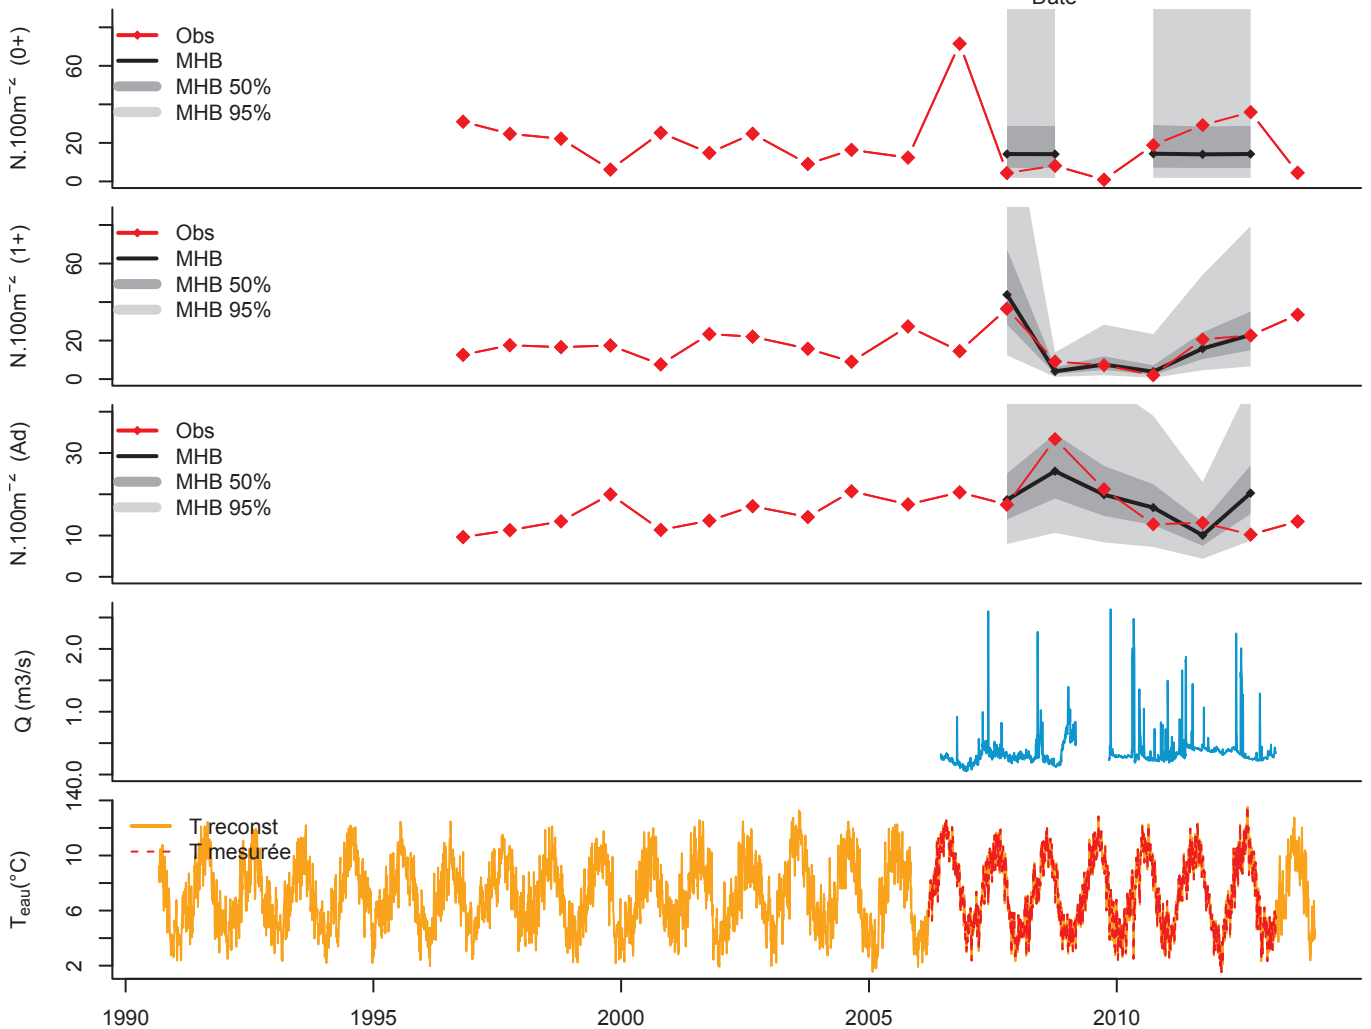 Date
N.100m⁻² (0+)
60
20
0
Obs
MHB
MHB 50%
MHB 95%
N.100m⁻² (1+)
60
20
0
Obs
MHB
MHB 50%
MHB 95%
N.100m⁻² (Ad)
30
10
0
Obs
MHB
MHB 50%
MHB 95%
Q (m3/s)
2.0
1.0
0.0
Teau(°C)
14
10
6
2
T reconst
T mesurée
1990 1995 2000 2005 2010